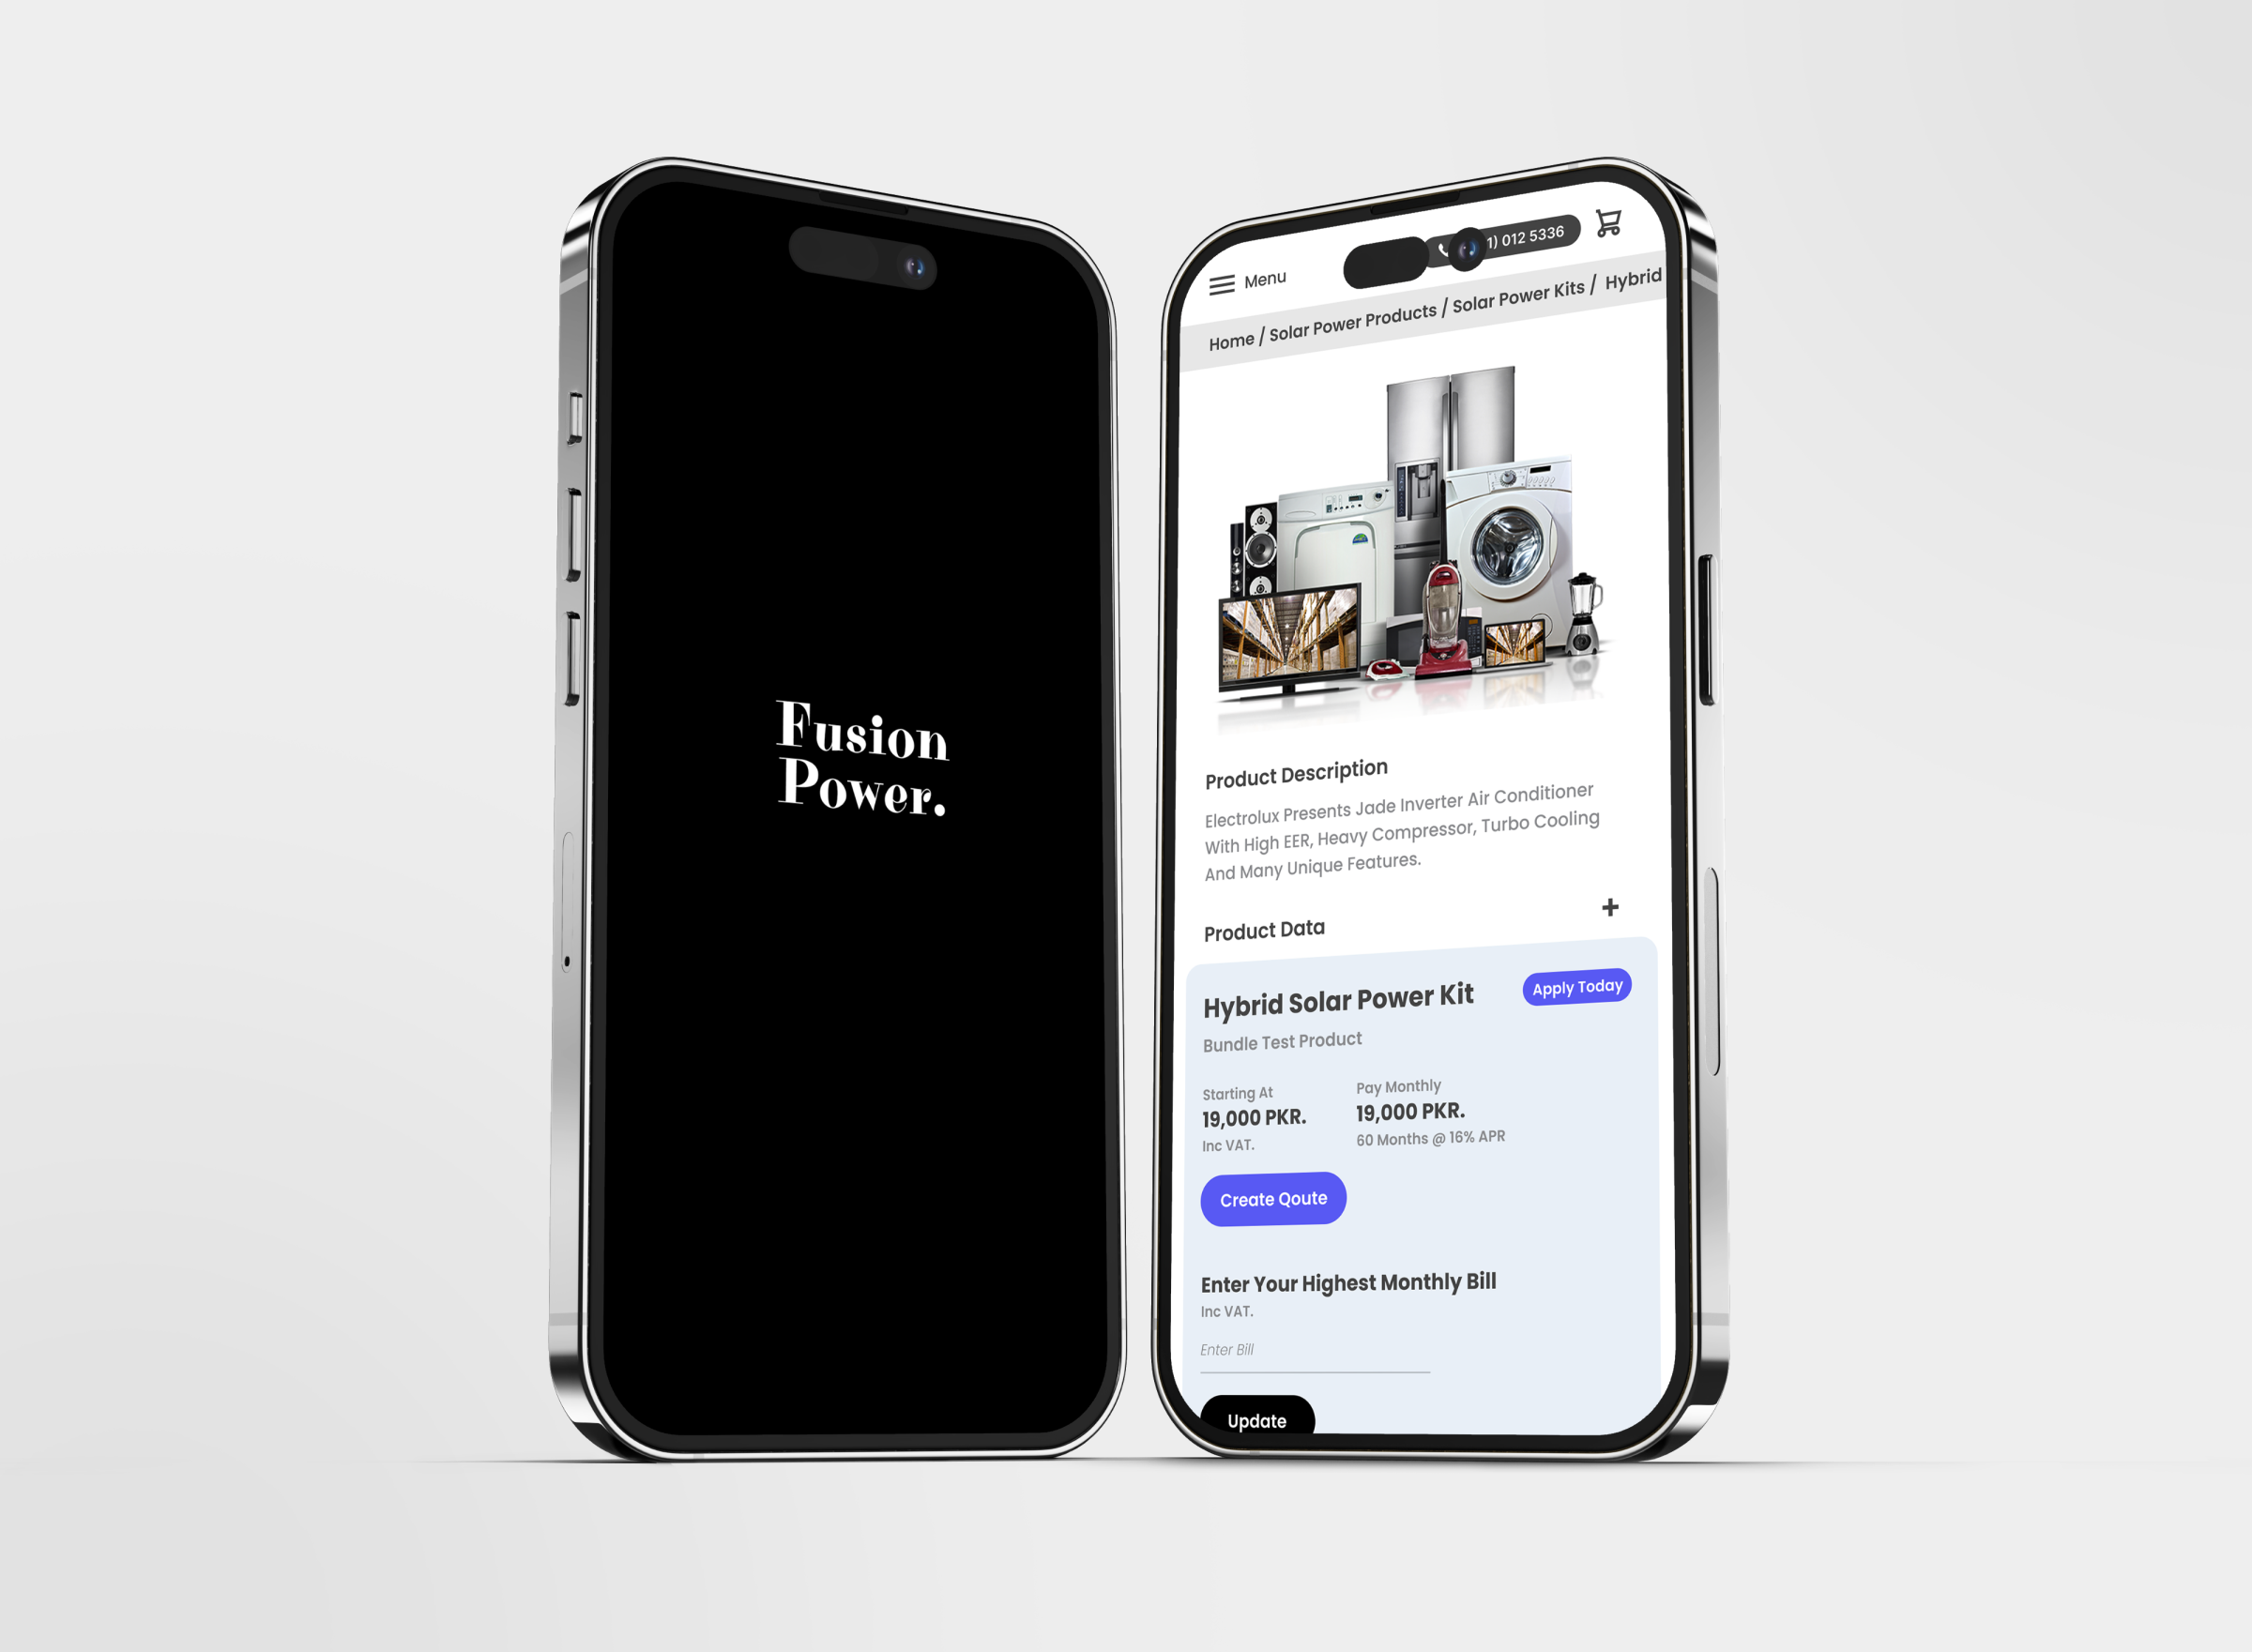 Fusion
Power.
Menu
1) 012 5336
Home / Solar Power Products / Solar Power Kits / Hybrid
Product Description
Electrolux Presents Jade Inverter Air Conditioner
With High EER, Heavy Compressor, Turbo Cooling
And Many Unique Features.
Product Data
+
Hybrid Solar Power Kit
Apply Today
Bundle Test Product
Starting At
Pay Monthly
19,000 PKR.
19,000 PKR.
Inc VAT.
60 Months @ 16% APR
Create Qoute
Enter Your Highest Monthly Bill
Inc VAT.
Enter Bill
Update